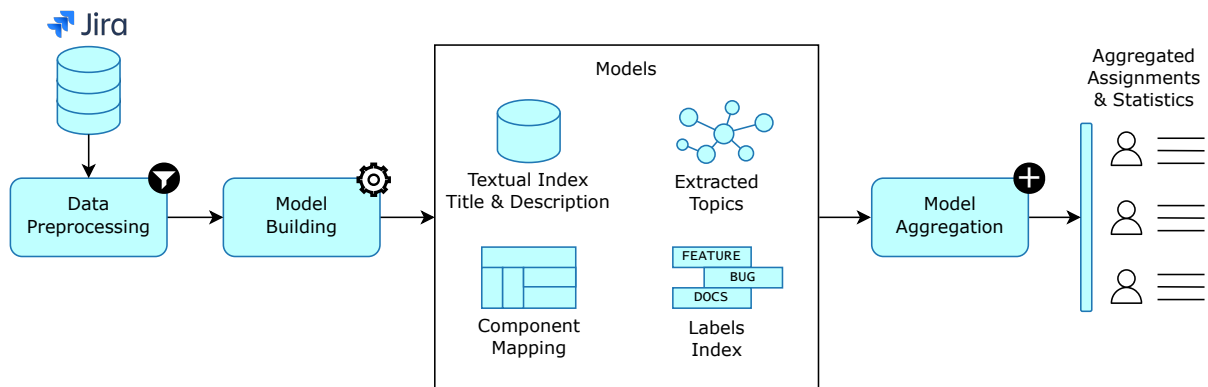 Jira
Data
Preprocessing
Model
Building
Models
Textual Index
Title & Description
Extracted
Topics
Component
Mapping
FEATURE
BUG
DOCS
Labels
Index
Model
Aggregation
Aggregated
Assignments
& Statistics